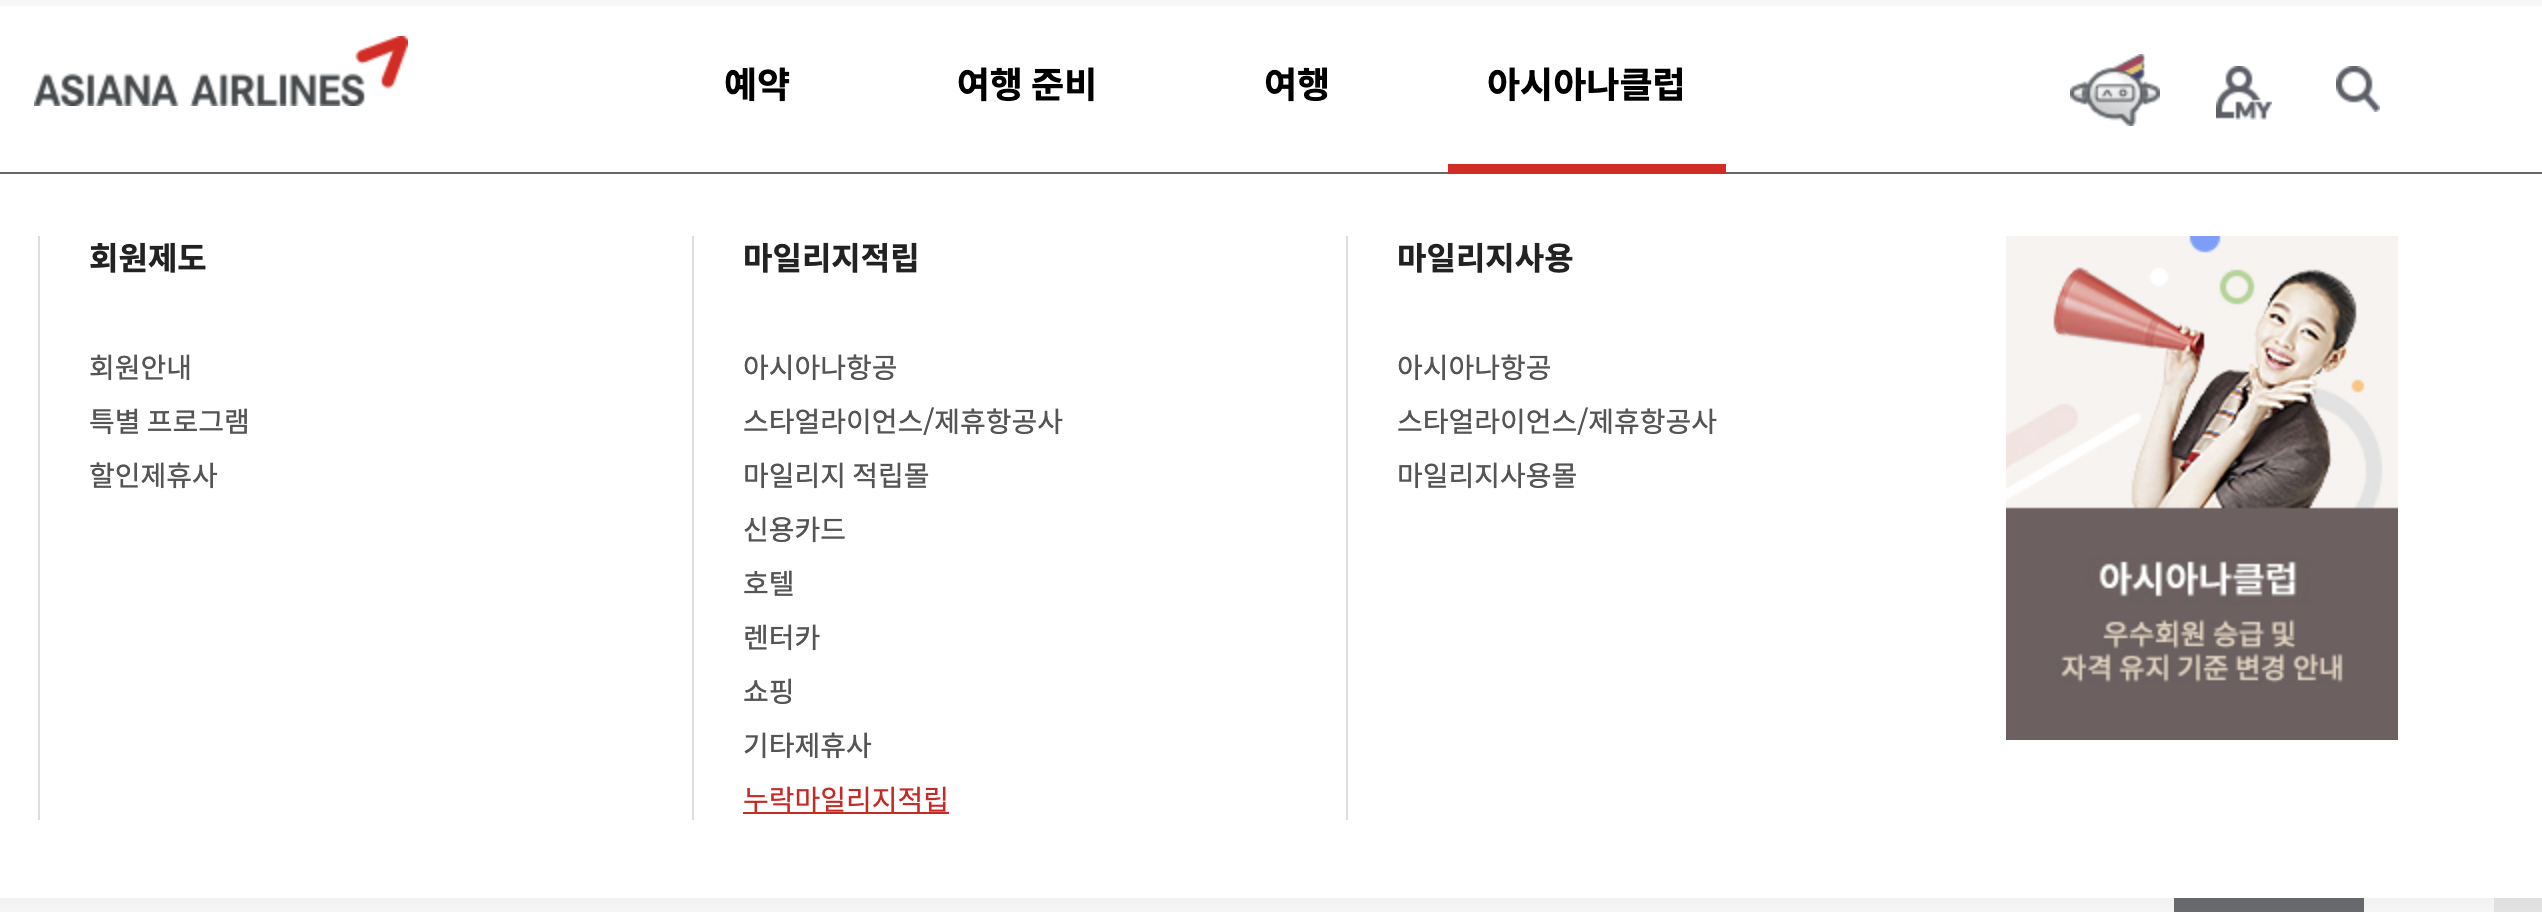 ASIANA AIRLINES
예약
여행 준비
여행
아시아나클럽
MY
회원제도
회원안내
특별 프로그램
할인제휴사
마일리지적립
아시아나항공
스타얼라이언스/제휴항공사
마일리지 적립몰
신용카드
호텔
렌터카
쇼핑
기타제휴사
누락마일리지적립
마일리지사용
아시아나항공
스타얼라이언스/제휴항공사
마일리지사용몰
아시아나클럽
우수회원 승급 및
자격 유지 기준 변경 안내